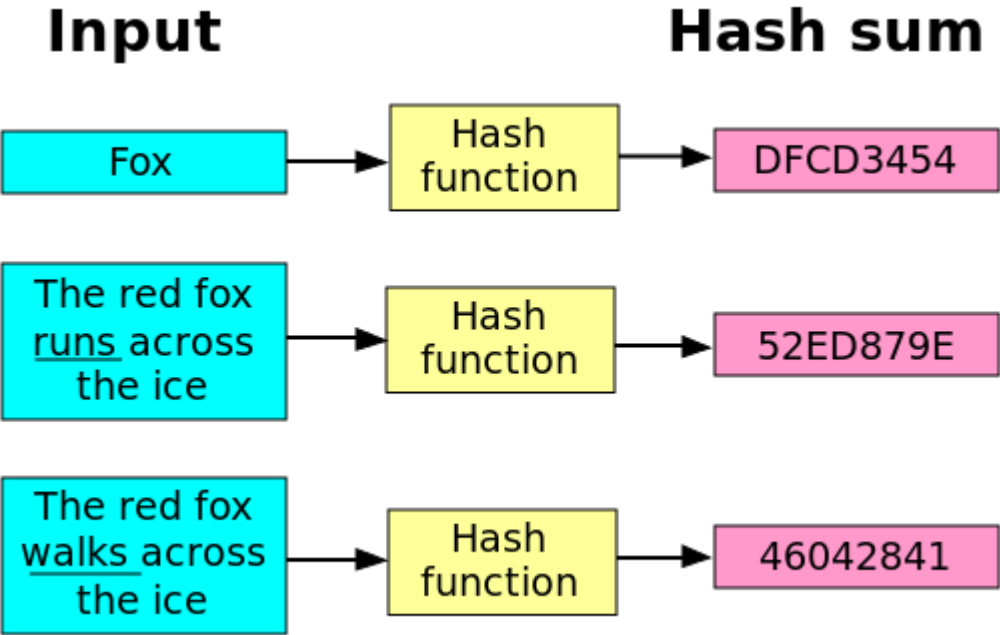 Input
Hash sum
Fox
Hash
function
DFCD3454
The red fox
runs across
the ice
Hash
function
52ED879E
The red fox
walks across
the ice
Hash
function
46042841